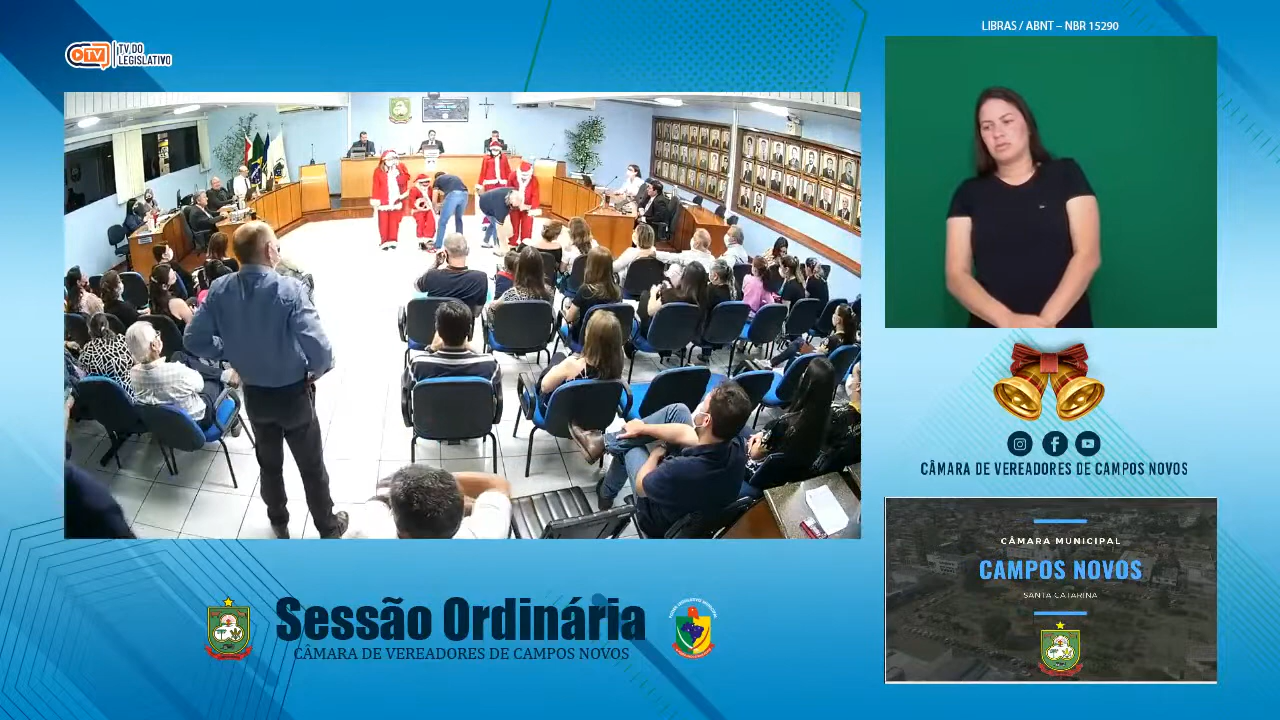 LIBRAS / ABNT – NBR 15290
TV
TV DO
LEGISLATIVO
CÂMARA DE VEREADORES DE CAMPOS NOVOS
CÂMARA MUNICIPAL
CAMPOS NOVOS
SANTA CATARINA
Sessão Ordinária
CÂMARA DE VEREADORES DE CAMPOS NOVOS